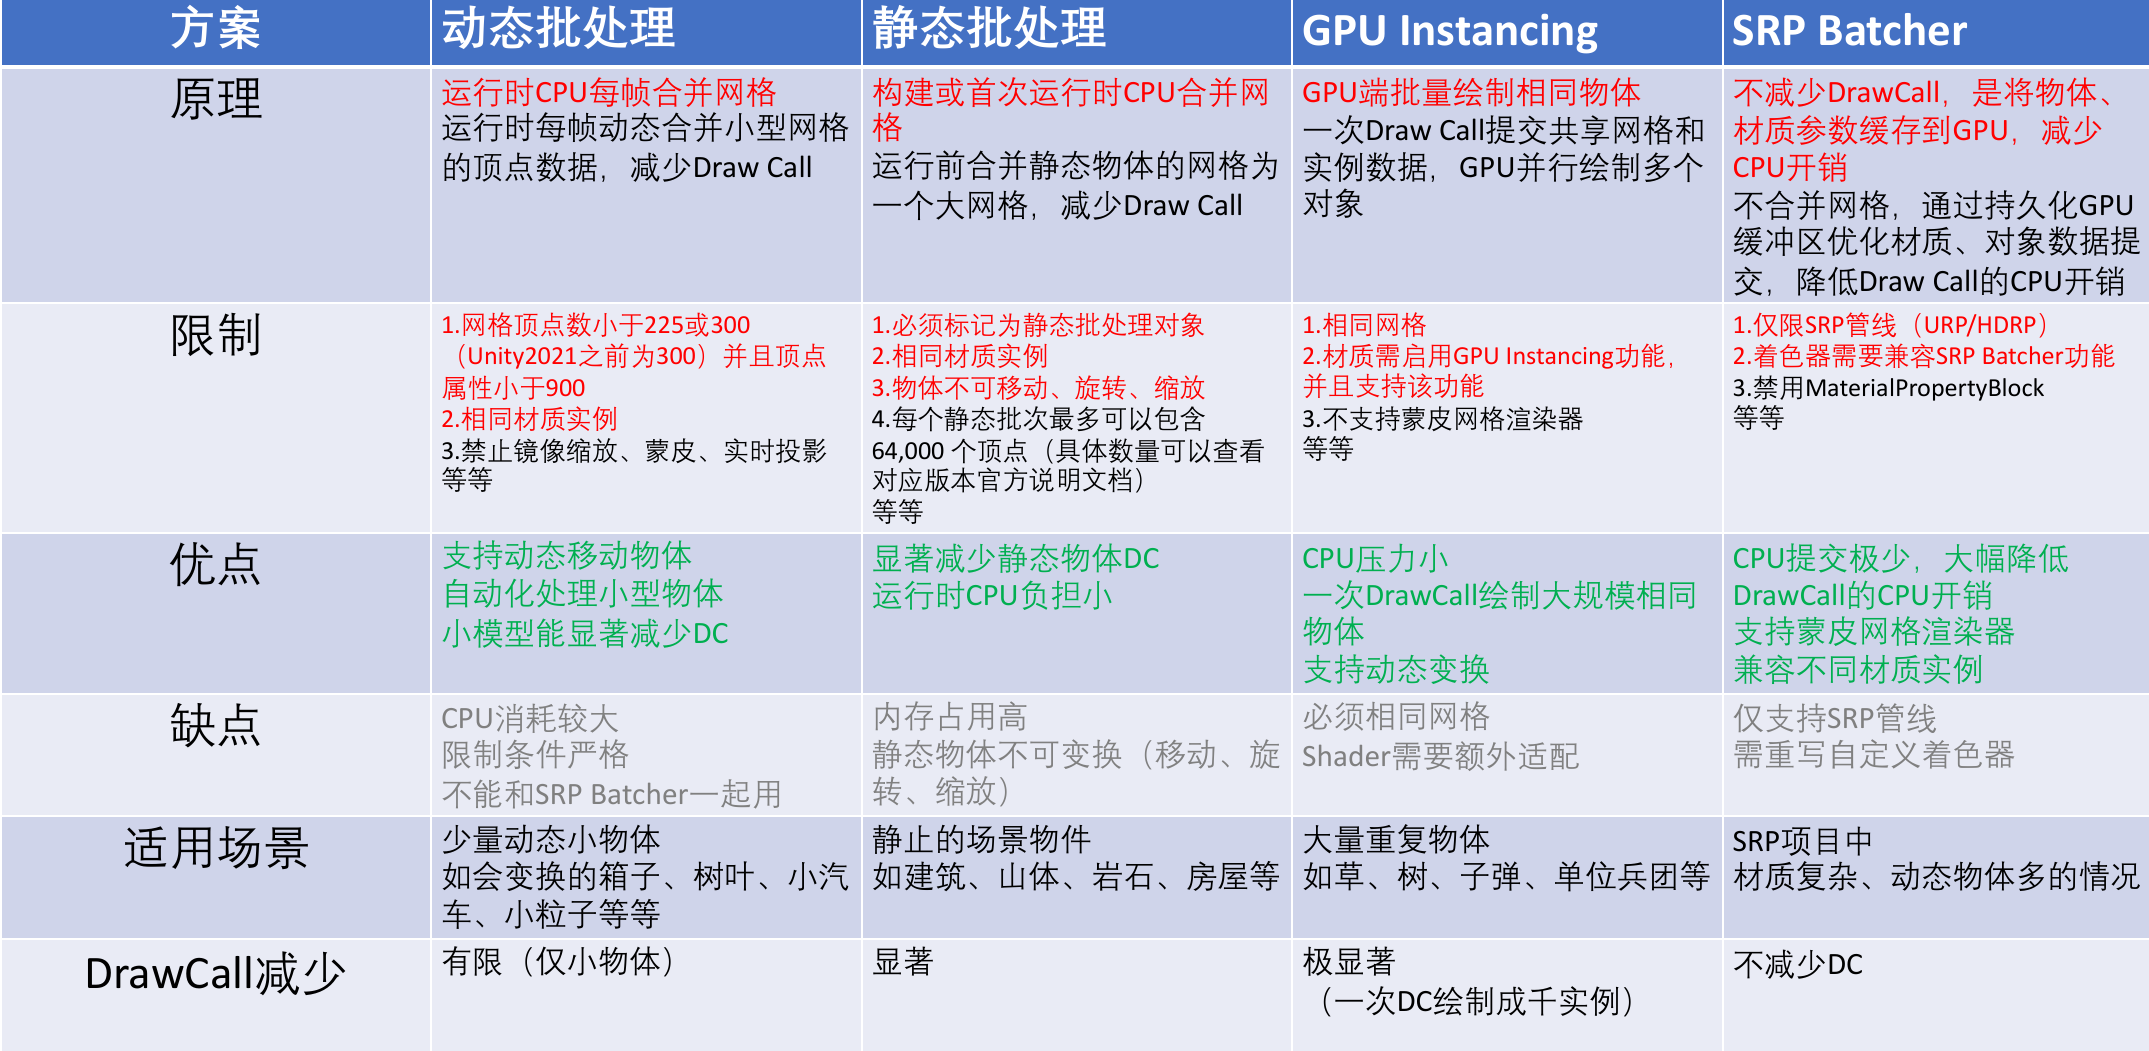 方案
动态批处理
静态批处理
GPU Instancing
SRP Batcher
原理
运行时CPU每帧合并网格
运行时每帧动态合并小型网格
的顶点数据，减少Draw Call
构建或首次运行时CPU合并网
格
运行前合并静态物体的网格为
一个大网格，减少Draw Call
GPU端批量绘制相同物体
一次Draw Call提交共享网格和
实例数据，GPU并行绘制多个
对象
不减少DrawCall，是将物体、
材质参数缓存到GPU，减少
CPU开销
不合并网格，通过持久化GPU
缓冲区优化材质、对象数据提
交，降低Draw Call的CPU开销
限制
1.网格顶点数小于225或300
（Unity2021之前为300）并且顶点
属性小于900
2.相同材质实例
3.禁止镜像缩放、蒙皮、实时投影
等等
1.必须标记为静态批处理对象
2.相同材质实例
3.物体不可移动、旋转、缩放
4.每个静态批次最多可以包含
64,000 个顶点（具体数量可以查看
对应版本官方说明文档）
等等
1.相同网格
2.材质需启用GPU Instancing功能，
并且支持该功能
3.不支持蒙皮网格渲染器
等等
1.仅限SRP管线（URP/HDRP）
2.着色器需要兼容SRP Batcher功能
3.禁用MaterialPropertyBlock
等等
优点
支持动态移动物体
自动化处理小型物体
小模型能显著减少DC
显著减少静态物体DC
运行时CPU负担小
CPU压力小
一次DrawCall绘制大规模相同
物体
支持动态变换
CPU提交极少，大幅降低
DrawCall的CPU开销
支持蒙皮网格渲染器
兼容不同材质实例
缺点
CPU消耗较大
限制条件严格
不能和SRP Batcher一起用
内存占用高
静态物体不可变换（移动、旋
转、缩放）
必须相同网格
Shader需要额外适配
仅支持SRP管线
需重写自定义着色器
适用场景
少量动态小物体
如会变换的箱子、树叶、小汽
车、小粒子等等
静止的场景物件
如建筑、山体、岩石、房屋等
大量重复物体
如草、树、子弹、单位兵团等
SRP项目中
材质复杂、动态物体多的情况
DrawCall减少
有限（仅小物体）
显著
极显著
（一次DC绘制成千实例）
不减少DC